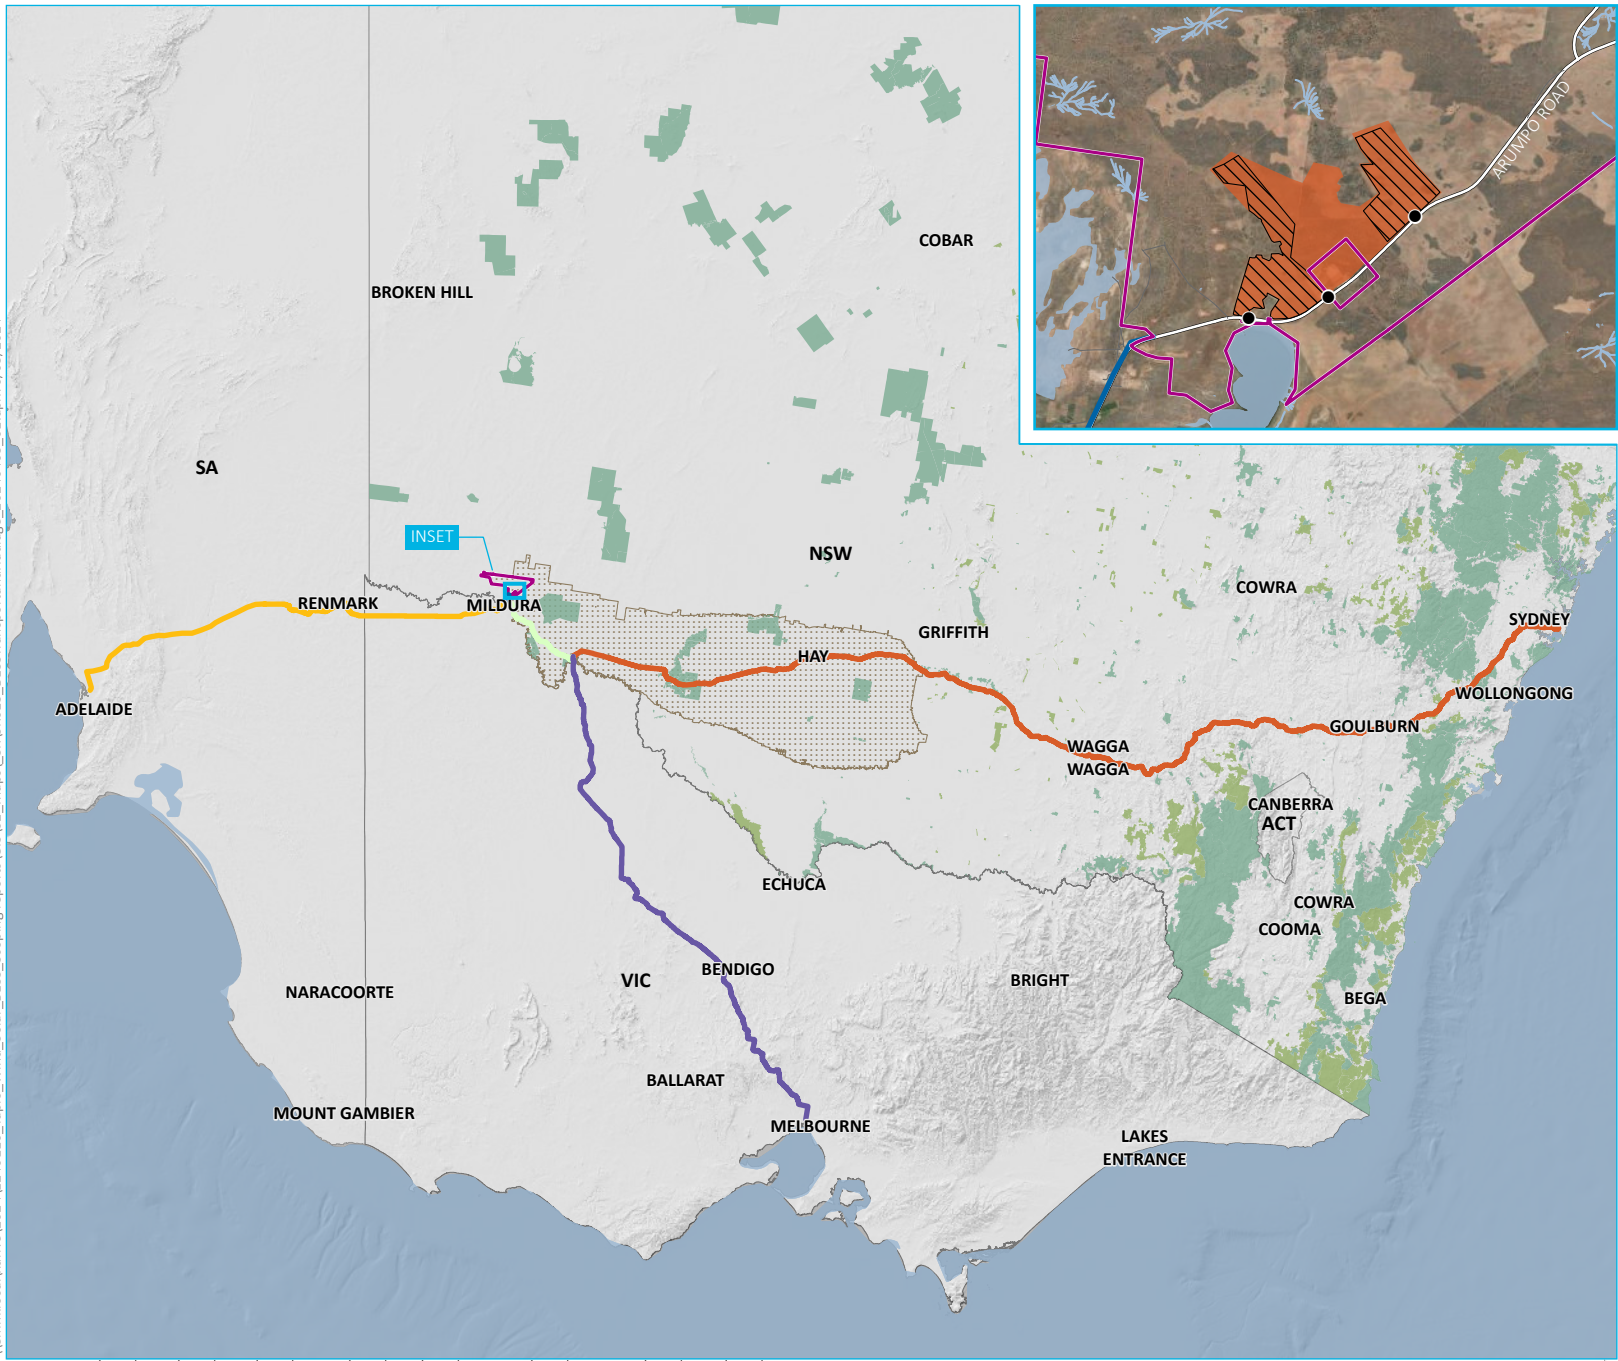 ARUMPO ROAD
COBAR
BROKEN HILL
SA
INSET
NSW
COWRA
RENMARK
MILDURA
SYDNEY
GRIFFITH
HAY
WOLLONGONG
ADELAIDE
GOULBURN
WAGGA
WAGGA
CANBERRA
ACT
ECHUCA
COWRA
COOMA
BENDIGO
VIC
BRIGHT
NARACOORTE
BEGA
BALLARAT
MOUNT GAMBIER
MELBOURNE
LAKES
ENTRANCE